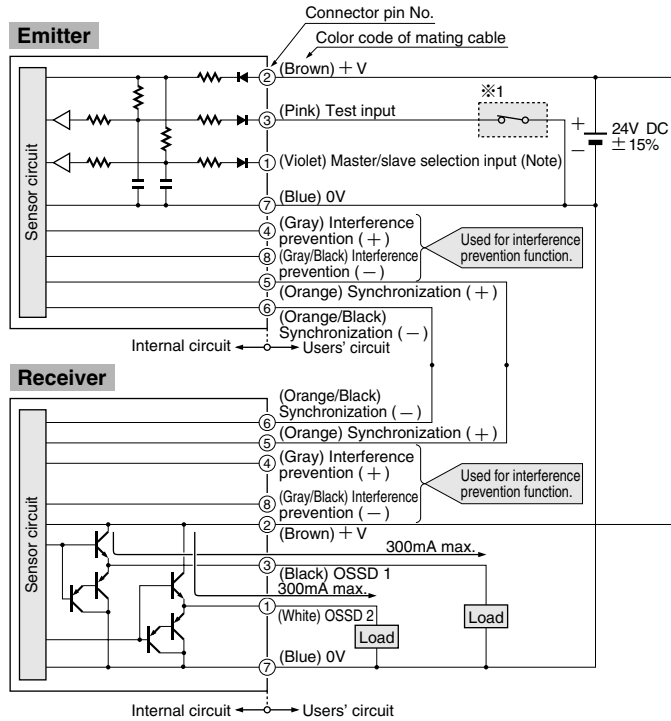 Connector pin No.
Emitter
Color code of mating cable
Sensor circuit
② (Brown) + V
※1
③ (Pink) Test input
+
−
24V DC
±15%
① (Violet) Master/slave selection input (Note)
⑦ (Blue) 0V
④ (Gray) Interference
prevention (+)
⑧ (Gray/Black) Interference
prevention (−)
Used for interference
prevention function.
⑤ (Orange) Synchronization (+)
⑥ (Orange/Black)
Synchronization (−)
Internal circuit
Users' circuit
Receiver
Sensor circuit
(Orange/Black)
⑥ Synchronization (−)
⑤ (Orange) Synchronization (+)
④ (Gray) Interference
prevention (+)
⑧ (Gray/Black) Interference
prevention (−)
Used for interference
prevention function.
② (Brown) + V
300mA max.
③ (Black) OSSD 1
300mA max.
① (White) OSSD 2
Load
Load
⑦ (Blue) 0V
Internal circuit
Users' circuit